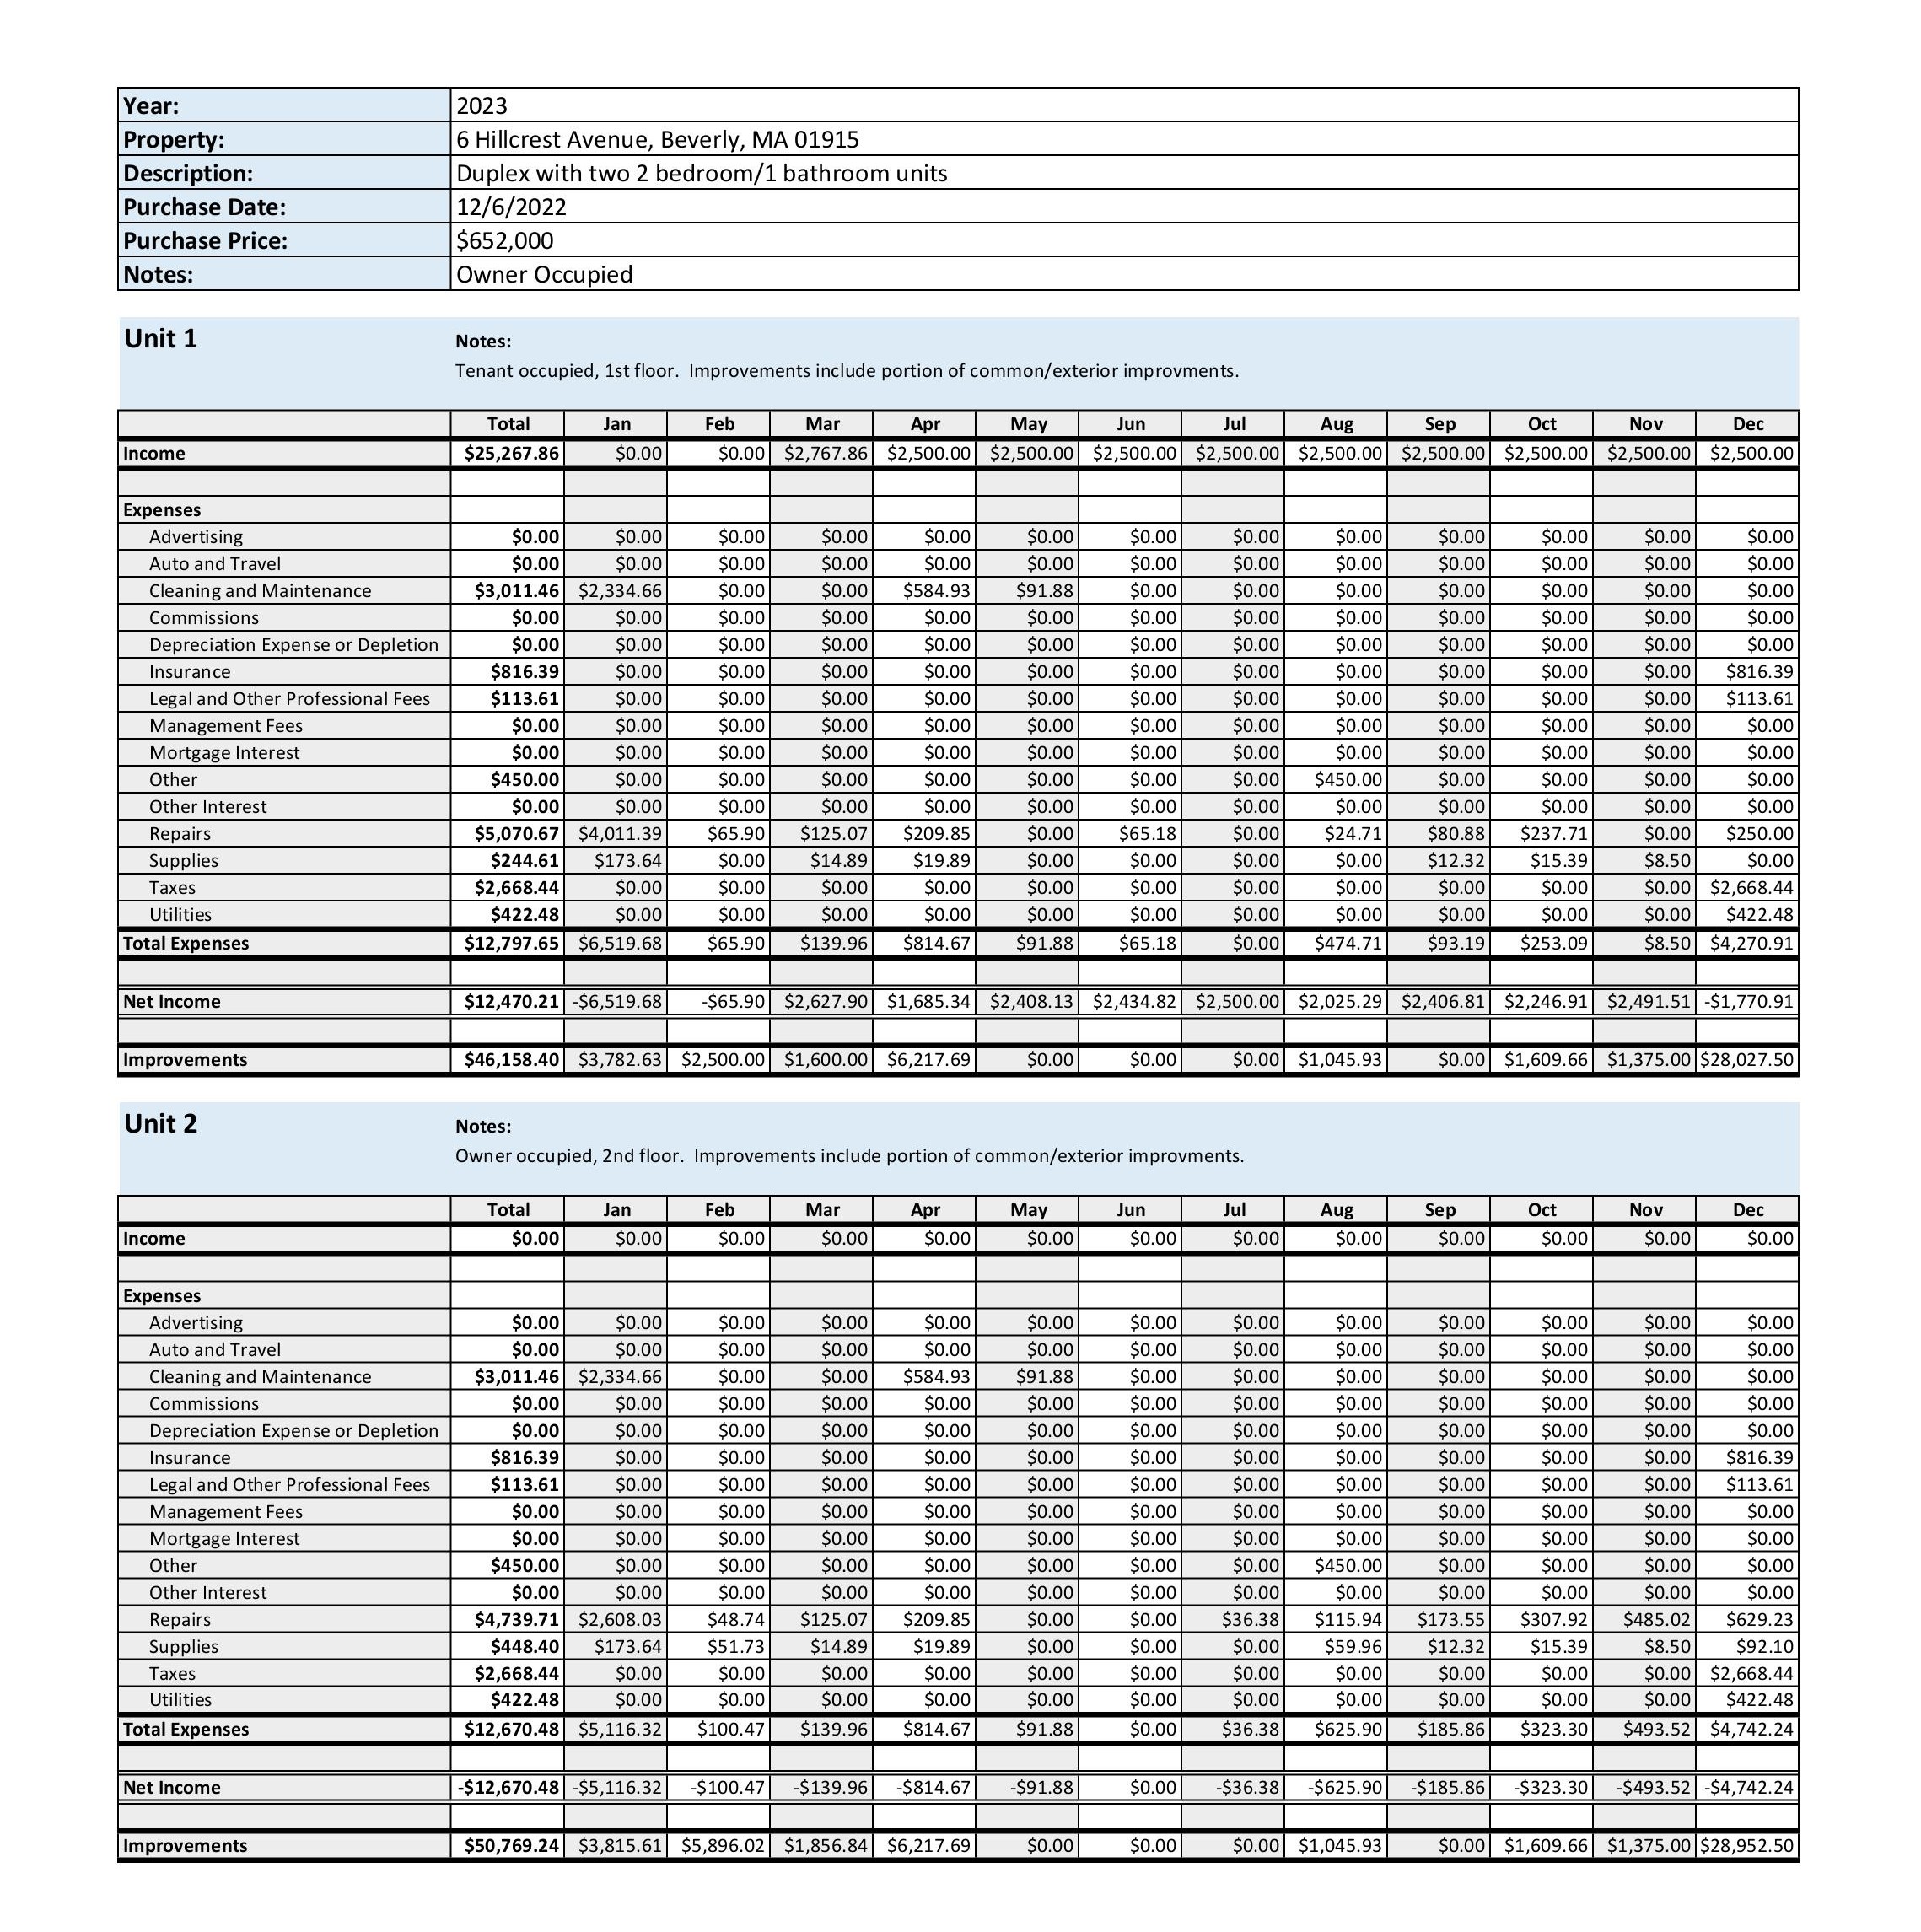 Year: 2023
Property: 6 Hillcrest Avenue, Beverly, MA 01915
Description: Duplex with two 2 bedroom/1 bathroom units
Purchase Date: 12/6/2022
Purchase Price: $652,000
Notes: Owner Occupied
Unit 1 Notes:
Tenant occupied, 1st floor. Improvements include portion of common/exterior improvments.
Total Jan Feb Mar Apr May Jun Jul Aug Sep Oct Nov Dec
Income $25,267.86 $0.00 $0.00 $2,767.86 $2,500.00 $2,500.00 $2,500.00 $2,500.00 $2,500.00 $2,500.00 $2,500.00 $2,500.00 $2,500.00
Expenses
Advertising $0.00 $0.00 $0.00 $0.00 $0.00 $0.00 $0.00 $0.00 $0.00 $0.00 $0.00 $0.00 $0.00
Auto and Travel $0.00 $0.00 $0.00 $0.00 $0.00 $0.00 $0.00 $0.00 $0.00 $0.00 $0.00 $0.00 $0.00
Cleaning and Maintenance $3,011.46 $2,334.66 $0.00 $0.00 $584.93 $91.88 $0.00 $0.00 $0.00 $0.00 $0.00 $0.00 $0.00
Commissions $0.00 $0.00 $0.00 $0.00 $0.00 $0.00 $0.00 $0.00 $0.00 $0.00 $0.00 $0.00 $0.00
Depreciation Expense or Depletion $0.00 $0.00 $0.00 $0.00 $0.00 $0.00 $0.00 $0.00 $0.00 $0.00 $0.00 $0.00 $0.00
Insurance $816.39 $0.00 $0.00 $0.00 $0.00 $0.00 $0.00 $0.00 $0.00 $0.00 $0.00 $0.00 $816.39
Legal and Other Professional Fees $113.61 $0.00 $0.00 $0.00 $0.00 $0.00 $0.00 $0.00 $0.00 $0.00 $0.00 $0.00 $113.61
Management Fees $0.00 $0.00 $0.00 $0.00 $0.00 $0.00 $0.00 $0.00 $0.00 $0.00 $0.00 $0.00 $0.00
Mortgage Interest $0.00 $0.00 $0.00 $0.00 $0.00 $0.00 $0.00 $0.00 $0.00 $0.00 $0.00 $0.00 $0.00
Other $450.00 $0.00 $0.00 $0.00 $0.00 $0.00 $0.00 $0.00 $450.00 $0.00 $0.00 $0.00 $0.00
Other Interest $0.00 $0.00 $0.00 $0.00 $0.00 $0.00 $0.00 $0.00 $0.00 $0.00 $0.00 $0.00 $0.00
Repairs $5,070.67 $4,011.39 $65.90 $125.07 $209.85 $0.00 $65.18 $0.00 $24.71 $80.88 $237.71 $0.00 $250.00
Supplies $244.61 $173.64 $0.00 $14.89 $19.89 $0.00 $0.00 $0.00 $0.00 $12.32 $15.39 $8.50 $0.00
Taxes $2,668.44 $0.00 $0.00 $0.00 $0.00 $0.00 $0.00 $0.00 $0.00 $0.00 $0.00 $0.00 $2,668.44
Utilities $422.48 $0.00 $0.00 $0.00 $0.00 $0.00 $0.00 $0.00 $0.00 $0.00 $0.00 $0.00 $422.48
Total Expenses $12,797.65 $6,519.68 $65.90 $139.96 $814.67 $91.88 $65.18 $0.00 $474.71 $93.19 $253.09 $8.50 $4,270.91
Net Income $12,470.21 -$6,519.68 -$65.90 $2,627.90 $1,685.34 $2,408.13 $2,434.82 $2,500.00 $2,025.29 $2,406.81 $2,246.91 $2,491.51 -$1,770.91
Improvements $46,158.40 $3,782.63 $2,500.00 $1,600.00 $6,217.69 $0.00 $0.00 $0.00 $1,045.93 $0.00 $1,609.66 $1,375.00 $28,027.50
Unit 2 Notes:
Owner occupied, 2nd floor. Improvements include portion of common/exterior improvments.
Total Jan Feb Mar Apr May Jun Jul Aug Sep Oct Nov Dec
Income $0.00 $0.00 $0.00 $0.00 $0.00 $0.00 $0.00 $0.00 $0.00 $0.00 $0.00 $0.00 $0.00
Expenses
Advertising $0.00 $0.00 $0.00 $0.00 $0.00 $0.00 $0.00 $0.00 $0.00 $0.00 $0.00 $0.00 $0.00
Auto and Travel $0.00 $0.00 $0.00 $0.00 $0.00 $0.00 $0.00 $0.00 $0.00 $0.00 $0.00 $0.00 $0.00
Cleaning and Maintenance $3,011.46 $2,334.66 $0.00 $0.00 $584.93 $91.88 $0.00 $0.00 $0.00 $0.00 $0.00 $0.00 $0.00
Commissions $0.00 $0.00 $0.00 $0.00 $0.00 $0.00 $0.00 $0.00 $0.00 $0.00 $0.00 $0.00 $0.00
Depreciation Expense or Depletion $0.00 $0.00 $0.00 $0.00 $0.00 $0.00 $0.00 $0.00 $0.00 $0.00 $0.00 $0.00 $0.00
Insurance $816.39 $0.00 $0.00 $0.00 $0.00 $0.00 $0.00 $0.00 $0.00 $0.00 $0.00 $0.00 $816.39
Legal and Other Professional Fees $113.61 $0.00 $0.00 $0.00 $0.00 $0.00 $0.00 $0.00 $0.00 $0.00 $0.00 $0.00 $113.61
Management Fees $0.00 $0.00 $0.00 $0.00 $0.00 $0.00 $0.00 $0.00 $0.00 $0.00 $0.00 $0.00 $0.00
Mortgage Interest $0.00 $0.00 $0.00 $0.00 $0.00 $0.00 $0.00 $0.00 $0.00 $0.00 $0.00 $0.00 $0.00
Other $450.00 $0.00 $0.00 $0.00 $0.00 $0.00 $0.00 $0.00 $450.00 $0.00 $0.00 $0.00 $0.00
Other Interest $0.00 $0.00 $0.00 $0.00 $0.00 $0.00 $0.00 $0.00 $0.00 $0.00 $0.00 $0.00 $0.00
Repairs $4,739.71 $2,608.03 $48.74 $125.07 $209.85 $0.00 $0.00 $36.38 $115.94 $173.55 $307.92 $485.02 $629.23
Supplies $448.40 $173.64 $51.73 $14.89 $19.89 $0.00 $0.00 $0.00 $59.96 $12.32 $15.39 $8.50 $92.10
Taxes $2,668.44 $0.00 $0.00 $0.00 $0.00 $0.00 $0.00 $0.00 $0.00 $0.00 $0.00 $0.00 $2,668.44
Utilities $422.48 $0.00 $0.00 $0.00 $0.00 $0.00 $0.00 $0.00 $0.00 $0.00 $0.00 $0.00 $422.48
Total Expenses $12,670.48 $5,116.32 $100.47 $139.96 $814.67 $91.88 $0.00 $36.38 $625.90 $185.86 $323.30 $493.52 $4,742.24
Net Income -$12,670.48 -$5,116.32 -$100.47 -$139.96 -$814.67 -$91.88 $0.00 -$36.38 -$625.90 -$185.86 -$323.30 -$493.52 -$4,742.24
Improvements $50,769.24 $3,815.61 $5,896.02 $1,856.84 $6,217.69 $0.00 $0.00 $0.00 $1,045.93 $0.00 $1,609.66 $1,375.00 $28,952.50